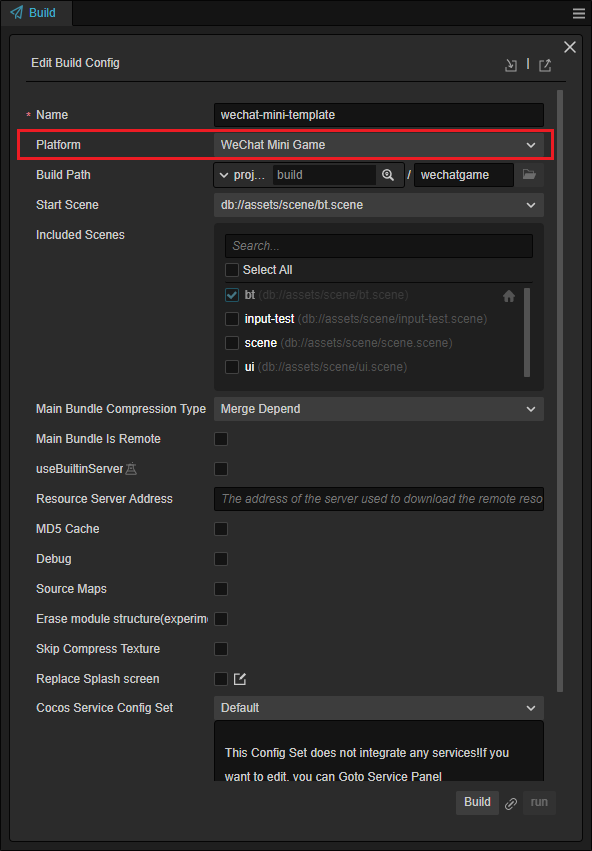 Build
Edit Build Config
* Name wechat-mini-template
Platform WeChat Mini Game
Build Path proj... build / wechatgame
Start Scene db://assets/scene/bt.scene
Included Scenes
Search...
Select All
bt (db://assets/scene/bt.scene)
input-test (db://assets/scene/input-test.scene)
scene (db://assets/scene/scene.scene)
ui (db://assets/scene/ui.scene)
Main Bundle Compression Type Merge Depend
Main Bundle Is Remote
useBuiltinServer
Resource Server Address The address of the server used to download the remote reso
MD5 Cache
Debug
Source Maps
Erase module structure(experime
Skip Compress Texture
Replace Splash screen
Cocos Service Config Set Default
This Config Set does not integrate any services!If you
want to edit, you can Goto Service Panel
Build run